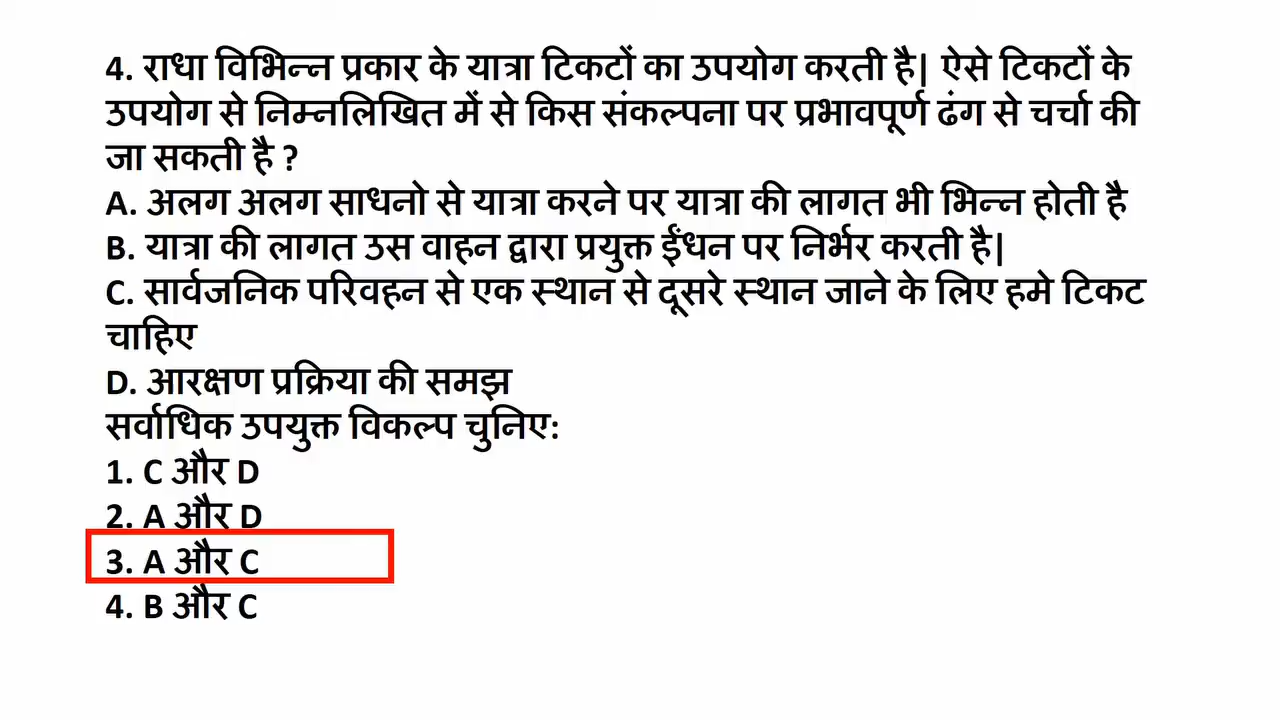 4. राधा विभिन्न प्रकार के यात्रा टिकटों का उपयोग करती है| ऐसे टिकटों के
उपयोग से निम्नलिखित में से किस संकल्पना पर प्रभावपूर्ण ढंग से चर्चा की
जा सकती है ?
A. अलग अलग साधनो से यात्रा करने पर यात्रा की लागत भी भिन्न होती है
B. यात्रा की लागत उस वाहन द्वारा प्रयुक्त ईंधन पर निर्भर करती है|
C. सार्वजनिक परिवहन से एक स्थान से दूसरे स्थान जाने के लिए हमे टिकट
चाहिए
D. आरक्षण प्रक्रिया की समझ
सर्वाधिक उपयुक्त विकल्प चुनिए:
1. C और D
2. A और D
3. A और C
4. B और C